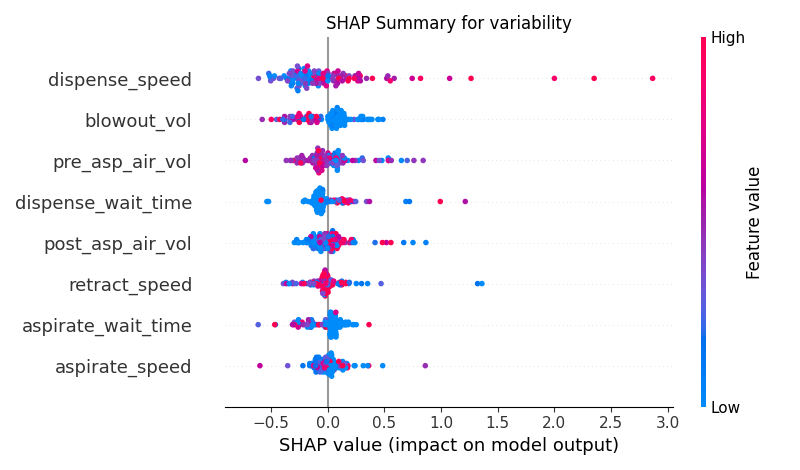 SHAP Summary for variability
High
dispense_speed
blowout_vol
pre_asp_air_vol
dispense_wait_time
post_asp_air_vol
retract_speed
aspirate_wait_time
aspirate_speed
Feature value
Low
−0.5 0.0 0.5 1.0 1.5 2.0 2.5 3.0
SHAP value (impact on model output)